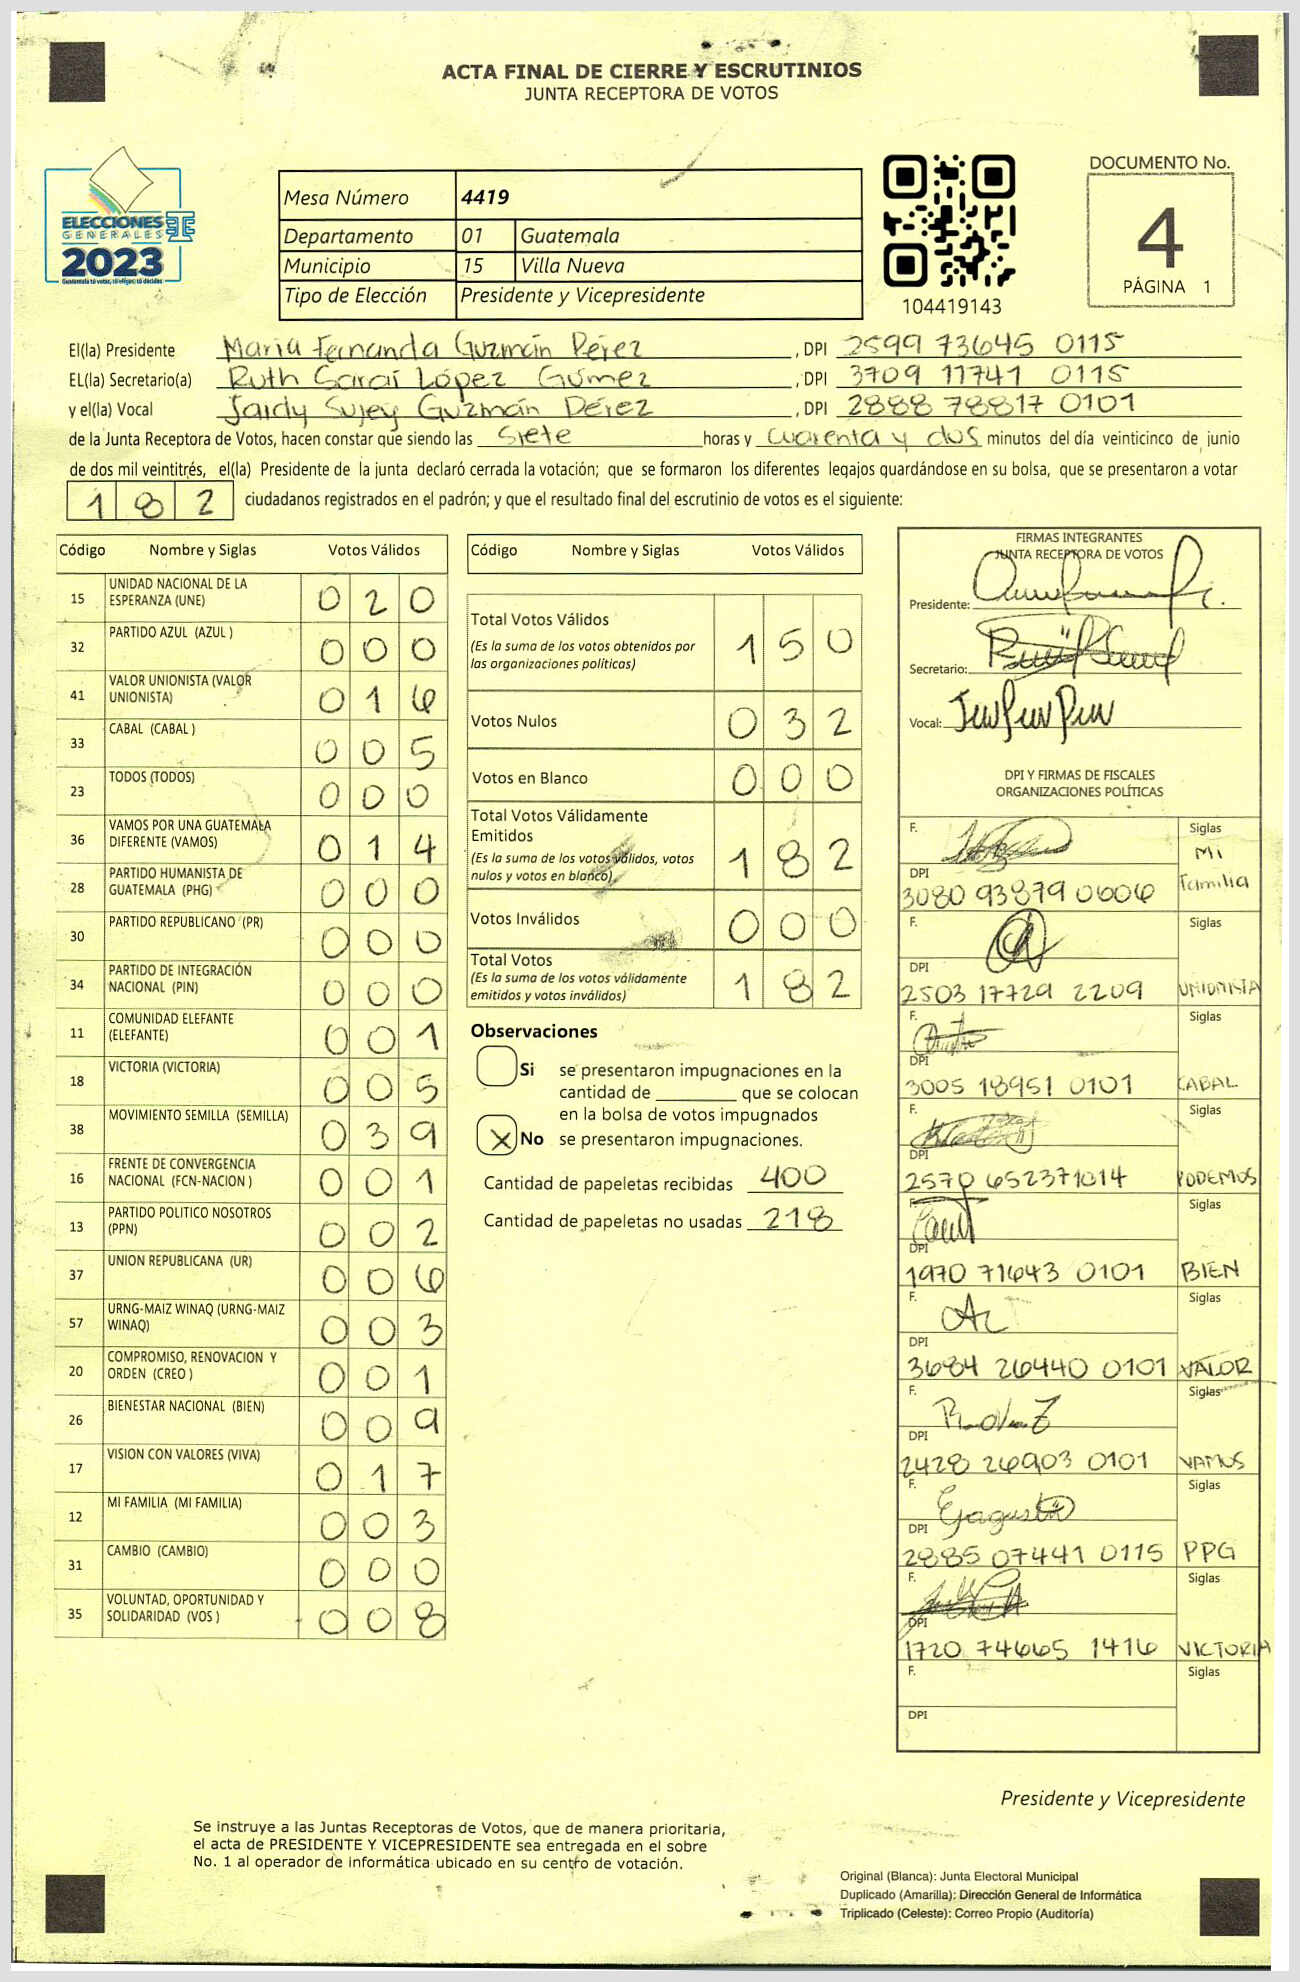 ACTA FINAL DE CIERRE Y ESCRUTINIOS
JUNTA RECEPTORA DE VOTOS
ELECCIONES
GENERALES
2023
Guatemala tú votas, tú eliges, tú decides
Mesa Número 4419
Departamento 01 Guatemala
Municipio 15 Villa Nueva
Tipo de Elección Presidente y Vicepresidente
104419143
DOCUMENTO No.
4
PÁGINA 1
El(la) Presidente Maria Fernanda Guzmán Pérez , DPI 2599 73645 0115
EL(la) Secretario(a) Ruth Saraí López Gómez , DPI 3709 11741 0115
y el(la) Vocal Jardy Sujey Guzmán Pérez , DPI 2888 78817 0101
de la Junta Receptora de Votos, hacen constar que siendo las siete horas y cuarenta y dos minutos del día veinticinco de junio
de dos mil veintitrés, el(la) Presidente de la junta declaró cerrada la votación; que se formaron los diferentes legajos guardándose en su bolsa, que se presentaron a votar
1 8 2 ciudadanos registrados en el padrón; y que el resultado final del escrutinio de votos es el siguiente:
Código Nombre y Siglas Votos Válidos
15 UNIDAD NACIONAL DE LA ESPERANZA (UNE) 0 2 0
32 PARTIDO AZUL (AZUL ) 0 0 0
41 VALOR UNIONISTA (VALOR UNIONISTA) 0 1 6
33 CABAL (CABAL ) 0 0 5
23 TODOS (TODOS) 0 0 0
36 VAMOS POR UNA GUATEMALA DIFERENTE (VAMOS) 0 1 4
28 PARTIDO HUMANISTA DE GUATEMALA (PHG) 0 0 0
30 PARTIDO REPUBLICANO (PR) 0 0 0
34 PARTIDO DE INTEGRACIÓN NACIONAL (PIN) 0 0 0
11 COMUNIDAD ELEFANTE (ELEFANTE) 0 0 1
18 VICTORIA (VICTORIA) 0 0 5
38 MOVIMIENTO SEMILLA (SEMILLA) 0 3 9
16 FRENTE DE CONVERGENCIA NACIONAL (FCN-NACION ) 0 0 1
13 PARTIDO POLITICO NOSOTROS (PPN) 0 0 2
37 UNION REPUBLICANA (UR) 0 0 6
57 URNG-MAIZ WINAQ (URNG-MAIZ WINAQ) 0 0 3
20 COMPROMISO, RENOVACION Y ORDEN (CREO ) 0 0 1
26 BIENESTAR NACIONAL (BIEN) 0 0 9
17 VISION CON VALORES (VIVA) 0 1 7
12 MI FAMILIA (MI FAMILIA) 0 0 3
31 CAMBIO (CAMBIO) 0 0 0
35 VOLUNTAD, OPORTUNIDAD Y SOLIDARIDAD (VOS ) 0 0 8
Código Nombre y Siglas Votos Válidos
Total Votos Válidos
(Es la suma de los votos obtenidos por
las organizaciones políticas) 1 5 0
Votos Nulos 0 3 2
Votos en Blanco 0 0 0
Total Votos Válidamente
Emitidos
(Es la suma de los votos válidos, votos
nulos y votos en blanco) 1 8 2
Votos Inválidos 0 0 0
Total Votos
(Es la suma de los votos válidamente
emitidos y votos inválidos) 1 8 2
Observaciones
Si se presentaron impugnaciones en la
cantidad de ________ que se colocan
en la bolsa de votos impugnados
X No se presentaron impugnaciones.
Cantidad de papeletas recibidas 400
Cantidad de papeletas no usadas 218
FIRMAS INTEGRANTES
JUNTA RECEPTORA DE VOTOS
Presidente:
Secretario:
Vocal:
DPI Y FIRMAS DE FISCALES
ORGANIZACIONES POLÍTICAS
F. Siglas
DPI Mi
3080 93879 0606 Familia
F. Siglas
DPI
2503 17729 2209 UNIONISTA
F. Siglas
DPI
3005 18951 0101 CABAL
F. Siglas
DPI
2570 652371014 PODEMOS
F. Siglas
DPI
1970 71643 0101 BIEN
F. Siglas
DPI
3684 26440 0101 VALOR
F. Siglas
DPI
2428 26903 0101 VAMOS
F. Siglas
DPI
2885 07441 0115 PPG
F. Siglas
DPI
1720 74665 1416 VICTORIA
F. Siglas
DPI
Presidente y Vicepresidente
Se instruye a las Juntas Receptoras de Votos, que de manera prioritaria,
el acta de PRESIDENTE Y VICEPRESIDENTE sea entregada en el sobre
No. 1 al operador de informática ubicado en su centro de votación.
Original (Blanca): Junta Electoral Municipal
Duplicado (Amarilla): Dirección General de Informática
Triplicado (Celeste): Correo Propio (Auditoría)